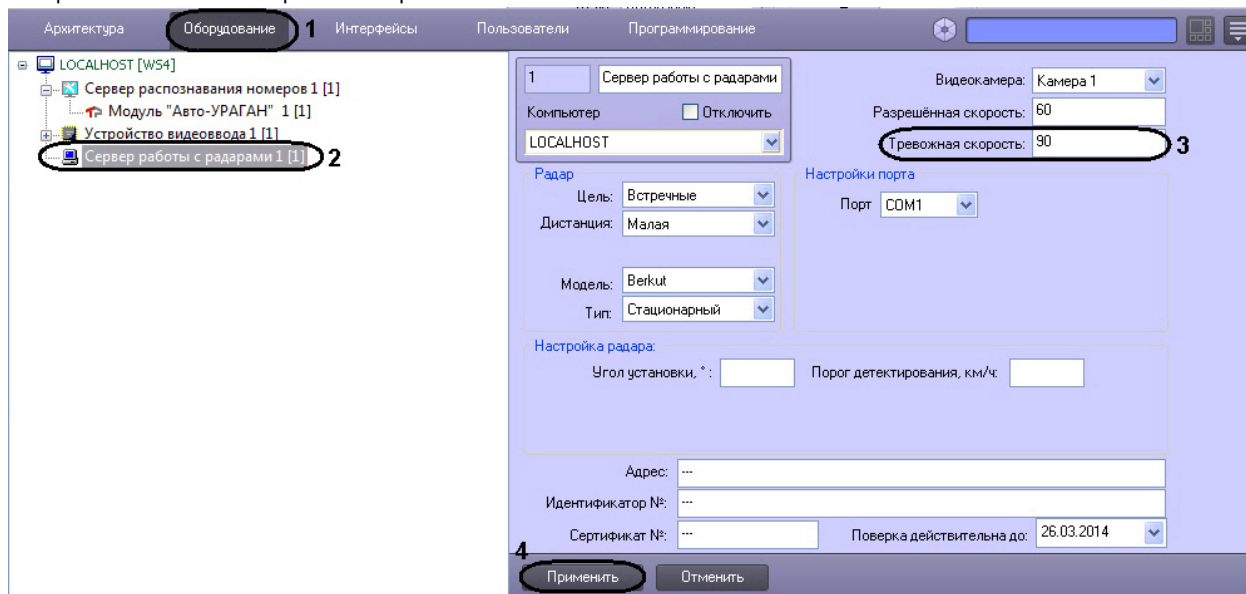 Архитектура Оборудование 1 Интерфейсы Пользователи Программирование
LOCALHOST [WS4]
Сервер распознавания номеров 1 [1]
Модуль "Авто-УРАГАН" 1 [1]
Устройство видеоввода 1 [1]
Сервер работы с радарами 1 [1] 2
1 Сервер работы с радарами
Компьютер Отключить
LOCALHOST
Видеокамера: Камера 1
Разрешённая скорость: 60
Тревожная скорость: 90 3
Радар
Цель: Встречные
Дистанция: Малая
Модель: Berkut
Тип: Стационарный
Настройки порта
Порт COM1
Настройка радара:
Угол установки, ° : Порог детектирования, км/ч:
Адрес: ---
Идентификатор №: ---
Сертификат №: --- Поверка действительна до: 26.03.2014
4
Применить Отменить